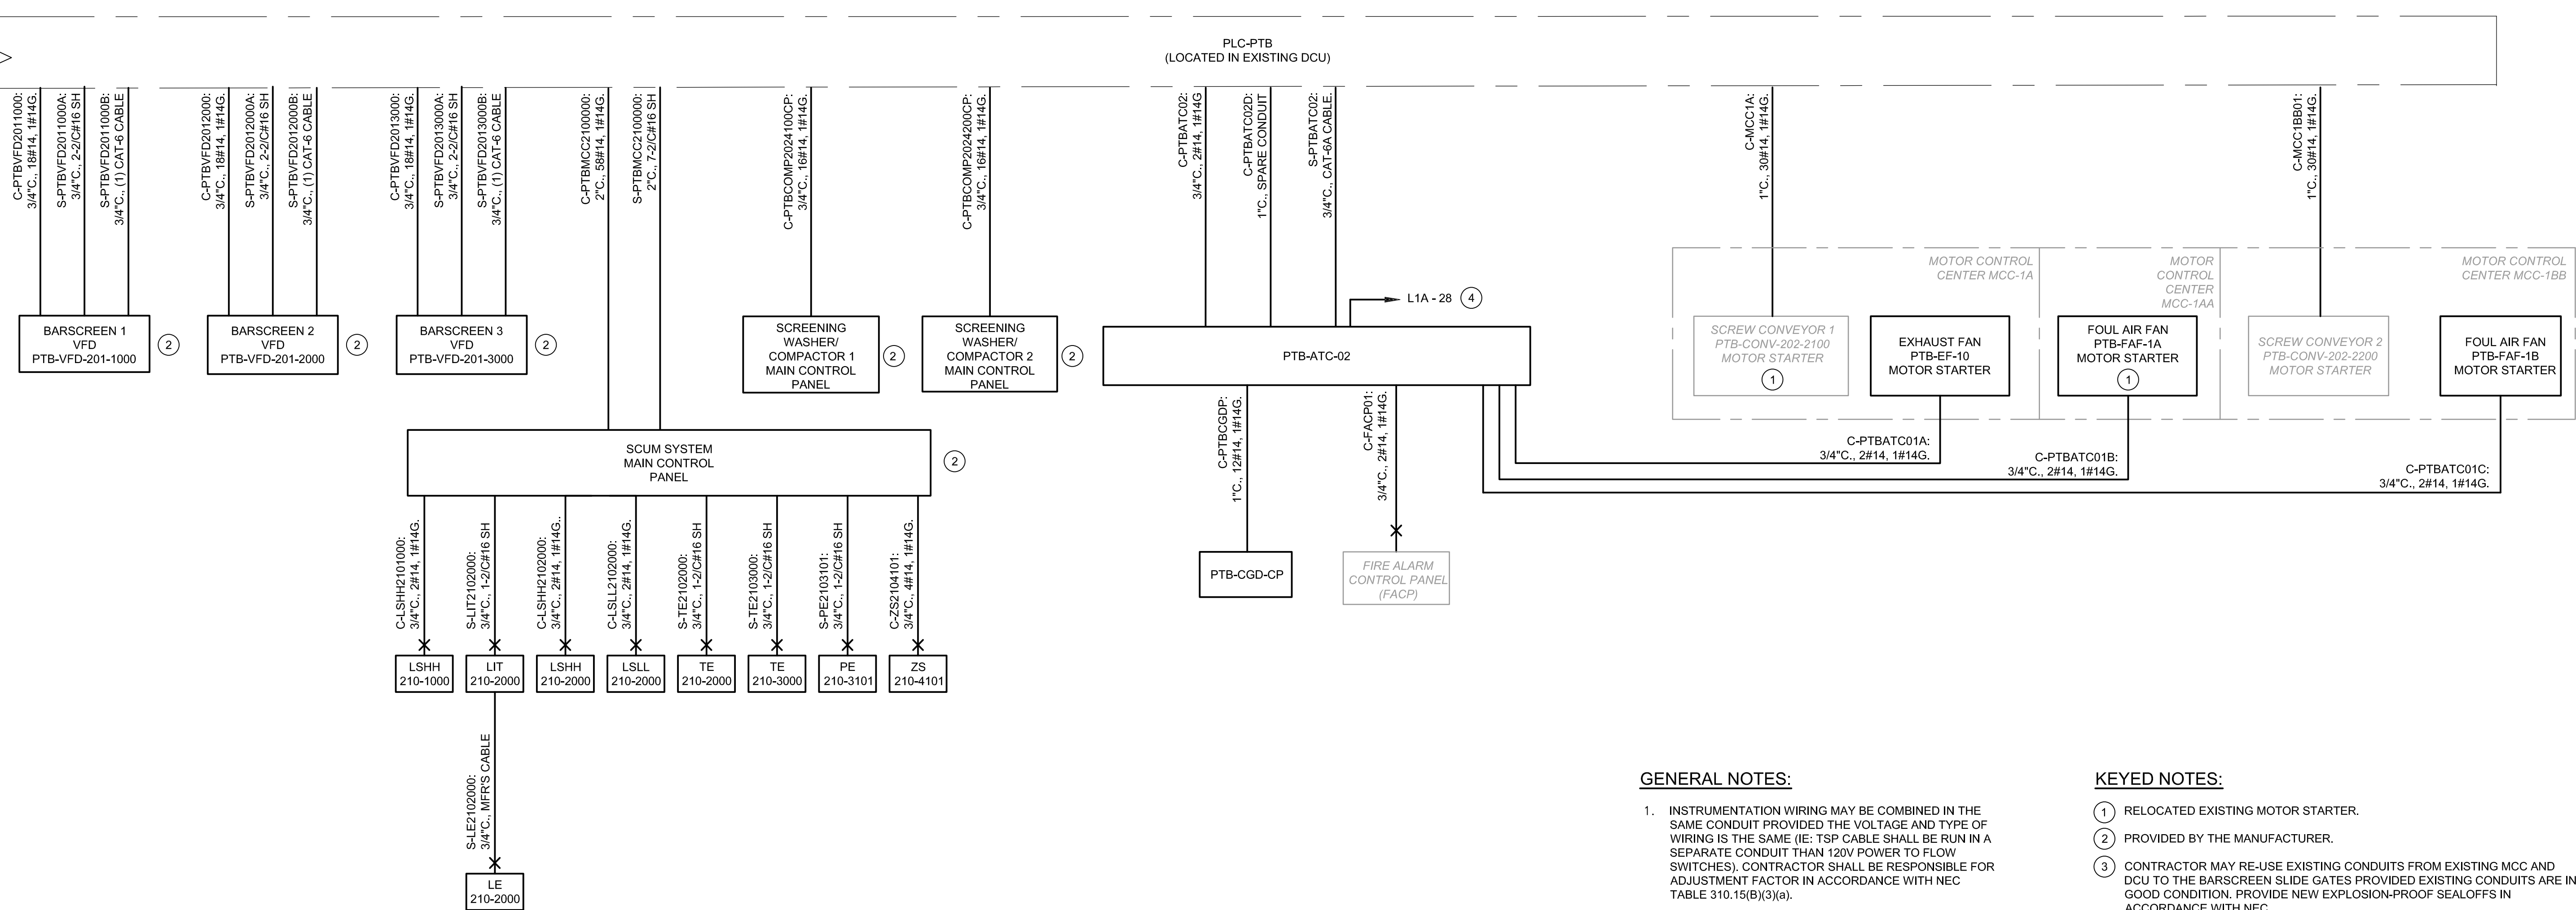 PLC-PTB
(LOCATED IN EXISTING DCU)
C-PTBVFD2011000:
3/4"C., 18#14, 1#14G.
S-PTBVFD2011000A:
3/4"C., 2-2/C#16 SH
S-PTBVFD2011000B:
3/4"C., (1) CAT-6 CABLE
C-PTBVFD2012000:
3/4"C., 18#14, 1#14G.
S-PTBVFD2012000A:
3/4"C., 2-2/C#16 SH
S-PTBVFD2012000B:
3/4"C., (1) CAT-6 CABLE
C-PTBVFD2013000:
3/4"C., 18#14, 1#14G.
S-PTBVFD2013000A:
3/4"C., 2-2/C#16 SH
S-PTBVFD2013000B:
3/4"C., (1) CAT-6 CABLE
C-PTBMCC2100000:
2"C., 58#14, 1#14G.
S-PTBMCC2100000:
2"C., 7-2/C#16 SH
C-PTBCOMP2024100CP:
3/4"C., 16#14, 1#14G.
C-PTBCOMP2024200CP:
3/4"C., 16#14, 1#14G.
C-PTBATC02:
3/4"C., 2#14, 1#14G
C-PTBATC02D:
1"C., SPARE CONDUIT
S-PTBATC02:
3/4"C., CAT-6A CABLE.
C-MCC1A:
1"C., 30#14, 1#14G.
C-MCC1BB01:
1"C., 30#14, 1#14G.
BARSCREEN 1
VFD
PTB-VFD-201-1000
2
BARSCREEN 2
VFD
PTB-VFD-201-2000
2
BARSCREEN 3
VFD
PTB-VFD-201-3000
2
SCREENING
WASHER/
COMPACTOR 1
MAIN CONTROL
PANEL
2
SCREENING
WASHER/
COMPACTOR 2
MAIN CONTROL
PANEL
2
L1A - 28 4
PTB-ATC-02
MOTOR CONTROL
CENTER MCC-1A
MOTOR
CONTROL
CENTER
MCC-1AA
MOTOR CONTROL
CENTER MCC-1BB
SCREW CONVEYOR 1
PTB-CONV-202-2100
MOTOR STARTER
1
EXHAUST FAN
PTB-EF-10
MOTOR STARTER
FOUL AIR FAN
PTB-FAF-1A
MOTOR STARTER
1
SCREW CONVEYOR 2
PTB-CONV-202-2200
MOTOR STARTER
FOUL AIR FAN
PTB-FAF-1B
MOTOR STARTER
SCUM SYSTEM
MAIN CONTROL
PANEL
2
C-PTBCGDP:
1"C., 12#14, 1#14G.
C-FACP01:
3/4"C., 2#14, 1#14G.
C-PTBATC01A:
3/4"C., 2#14, 1#14G.
C-PTBATC01B:
3/4"C., 2#14, 1#14G.
C-PTBATC01C:
3/4"C., 2#14, 1#14G.
C-LSHH2101000:
3/4"C., 2#14, 1#14G.
S-LIT2102000:
3/4"C., 1-2/C#16 SH
C-LSHH2102000:
3/4"C., 2#14, 1#14G..
C-LSLL2102000:
3/4"C., 2#14, 1#14G.
S-TE2102000:
3/4"C., 1-2/C#16 SH
S-TE2103000:
3/4"C., 1-2/C#16 SH
S-PE2103101:
3/4"C., 1-2/C#16 SH
C-ZS2104101:
3/4"C., 4#14, 1#14G.
PTB-CGD-CP
FIRE ALARM
CONTROL PANEL
(FACP)
LSHH
210-1000
LIT
210-2000
LSHH
210-2000
LSLL
210-2000
TE
210-2000
TE
210-3000
PE
210-3101
ZS
210-4101
S-LE2102000:
3/4"C., MFR'S CABLE
LE
210-2000
GENERAL NOTES:
1. INSTRUMENTATION WIRING MAY BE COMBINED IN THE
SAME CONDUIT PROVIDED THE VOLTAGE AND TYPE OF
WIRING IS THE SAME (IE: TSP CABLE SHALL BE RUN IN A
SEPARATE CONDUIT THAN 120V POWER TO FLOW
SWITCHES). CONTRACTOR SHALL BE RESPONSIBLE FOR
ADJUSTMENT FACTOR IN ACCORDANCE WITH NEC
TABLE 310.15(B)(3)(a).
KEYED NOTES:
1 RELOCATED EXISTING MOTOR STARTER.
2 PROVIDED BY THE MANUFACTURER.
3 CONTRACTOR MAY RE-USE EXISTING CONDUITS FROM EXISTING MCC AND
DCU TO THE BARSCREEN SLIDE GATES PROVIDED EXISTING CONDUITS ARE IN
GOOD CONDITION. PROVIDE NEW EXPLOSION-PROOF SEALOFFS IN
ACCORDANCE WITH NEC